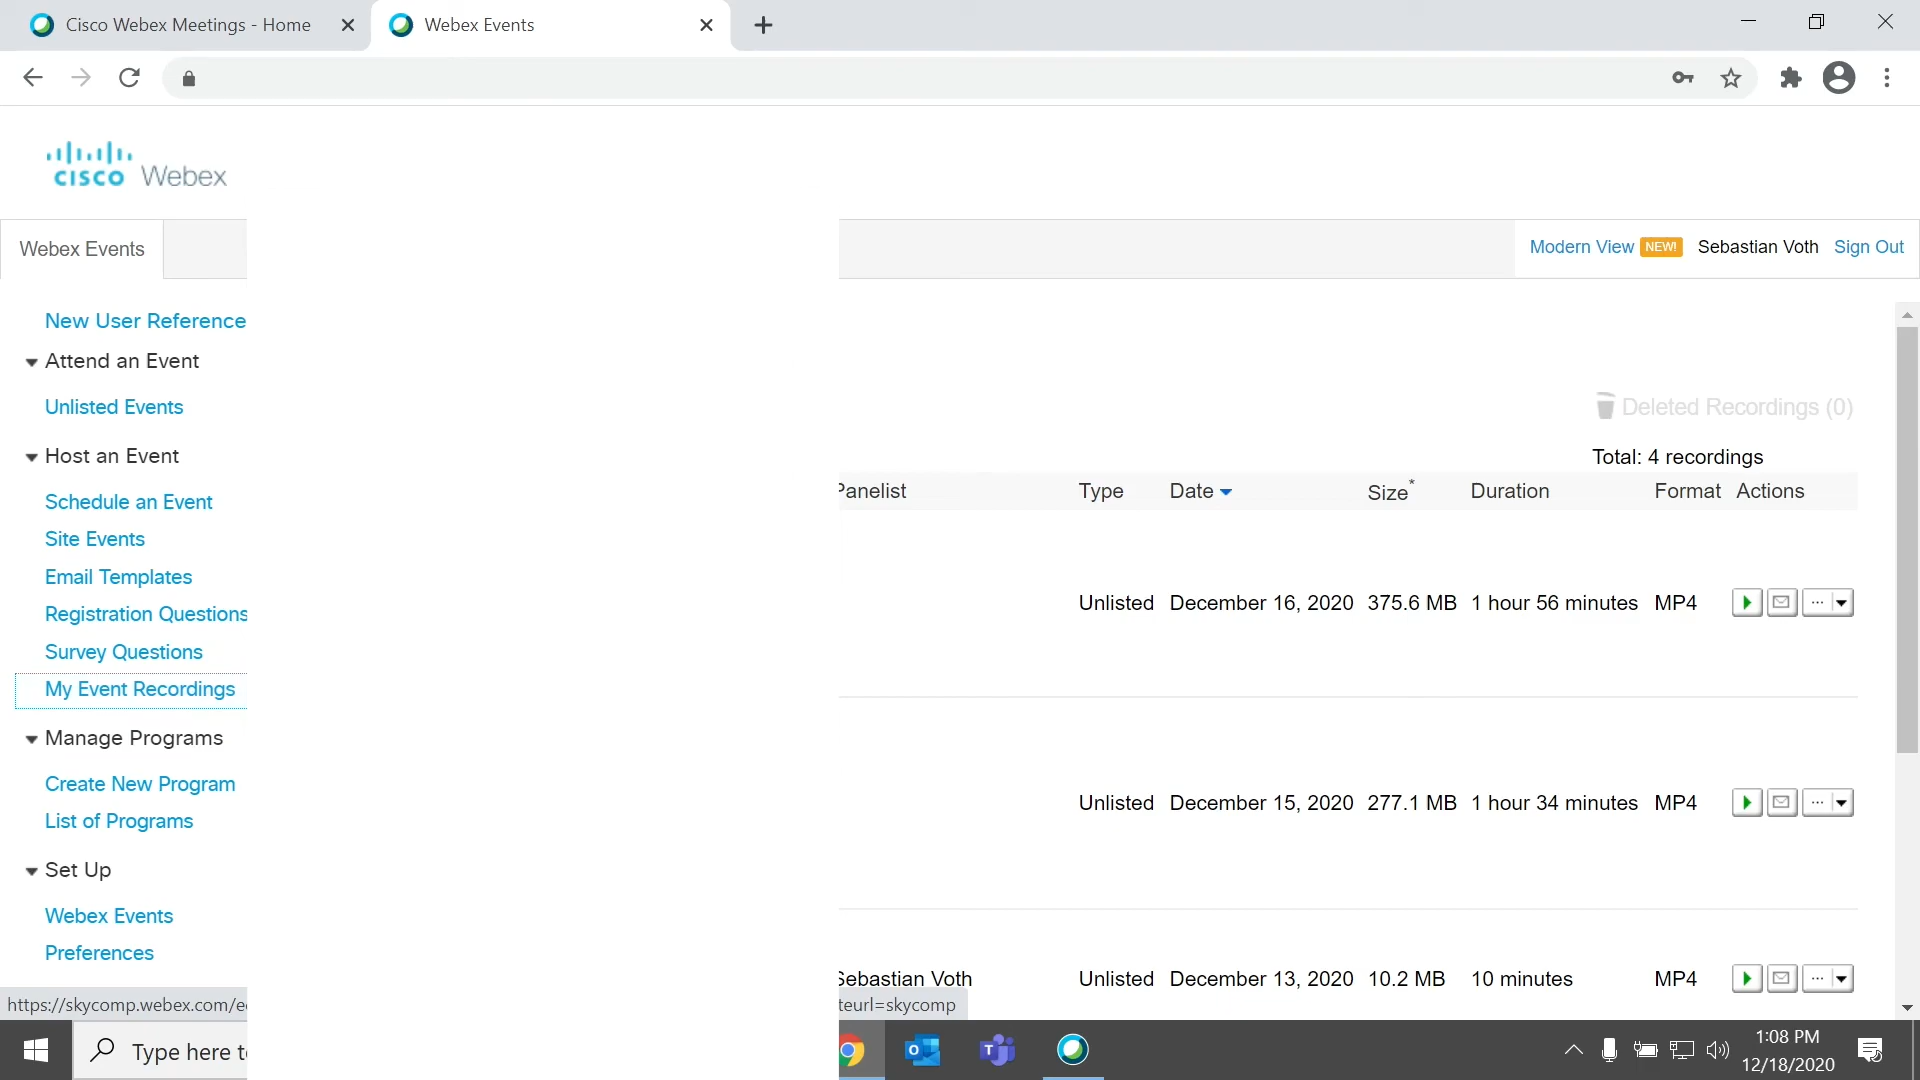 Cisco Webex Meetings - Home
Webex Events
CISCO Webex
Webex Events
Modern View NEW! Sebastian Voth Sign Out
New User Reference
Attend an Event
Unlisted Events
Host an Event
Schedule an Event
Site Events
Email Templates
Registration Questions
Survey Questions
My Event Recordings
Manage Programs
Create New Program
List of Programs
Set Up
Webex Events
Preferences
Deleted Recordings (0)
Total: 4 recordings
Panelist Type Date Size* Duration Format Actions
Unlisted December 16, 2020 375.6 MB 1 hour 56 minutes MP4
Unlisted December 15, 2020 277.1 MB 1 hour 34 minutes MP4
Sebastian Voth Unlisted December 13, 2020 10.2 MB 10 minutes MP4
https://skycomp.webex.com/e
teurl=skycomp
Type here t
1:08 PM
12/18/2020